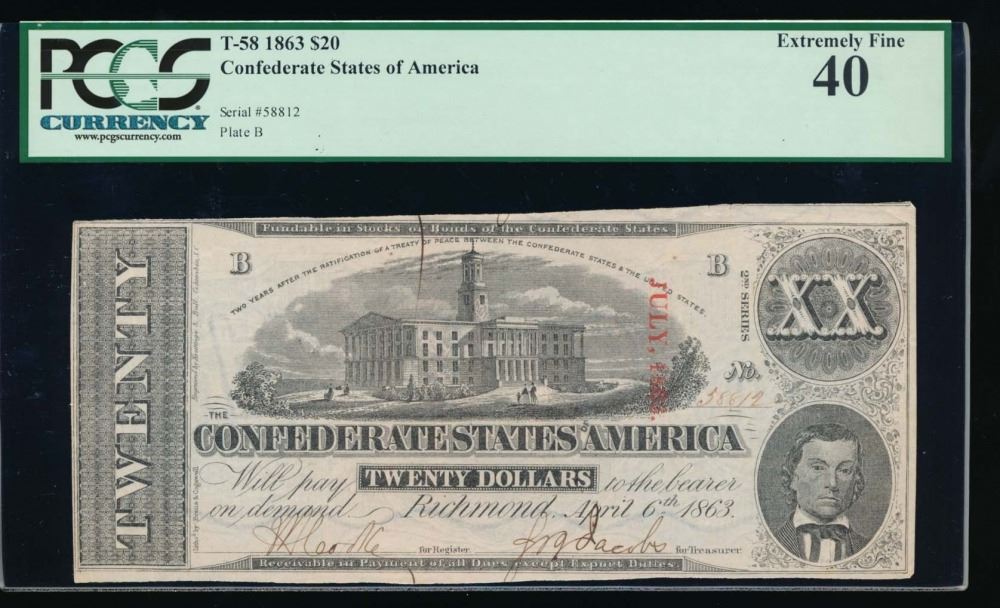 PCGS
CURRENCY
www.pcgscurrency.com
T-58 1863 $20
Confederate States of America
Serial #58812
Plate B
Extremely Fine
40
Fundable in Stocks or Bonds of the Confederate States
TWO YEARS AFTER THE RATIFICATION OF A TREATY OF PEACE BETWEEN THE CONFEDERATE STATES & THE UNITED STATES.
B
B
2ND SERIES
XX
TWENTY
JULY, 1863.
No.
58812
THE
CONFEDERATE STATES OF AMERICA
Will pay TWENTY DOLLARS to the bearer
on demand Richmond, April 6th 1863.
for Register
for Treasurer
Receivable in Payment of all Dues except Export Duties.